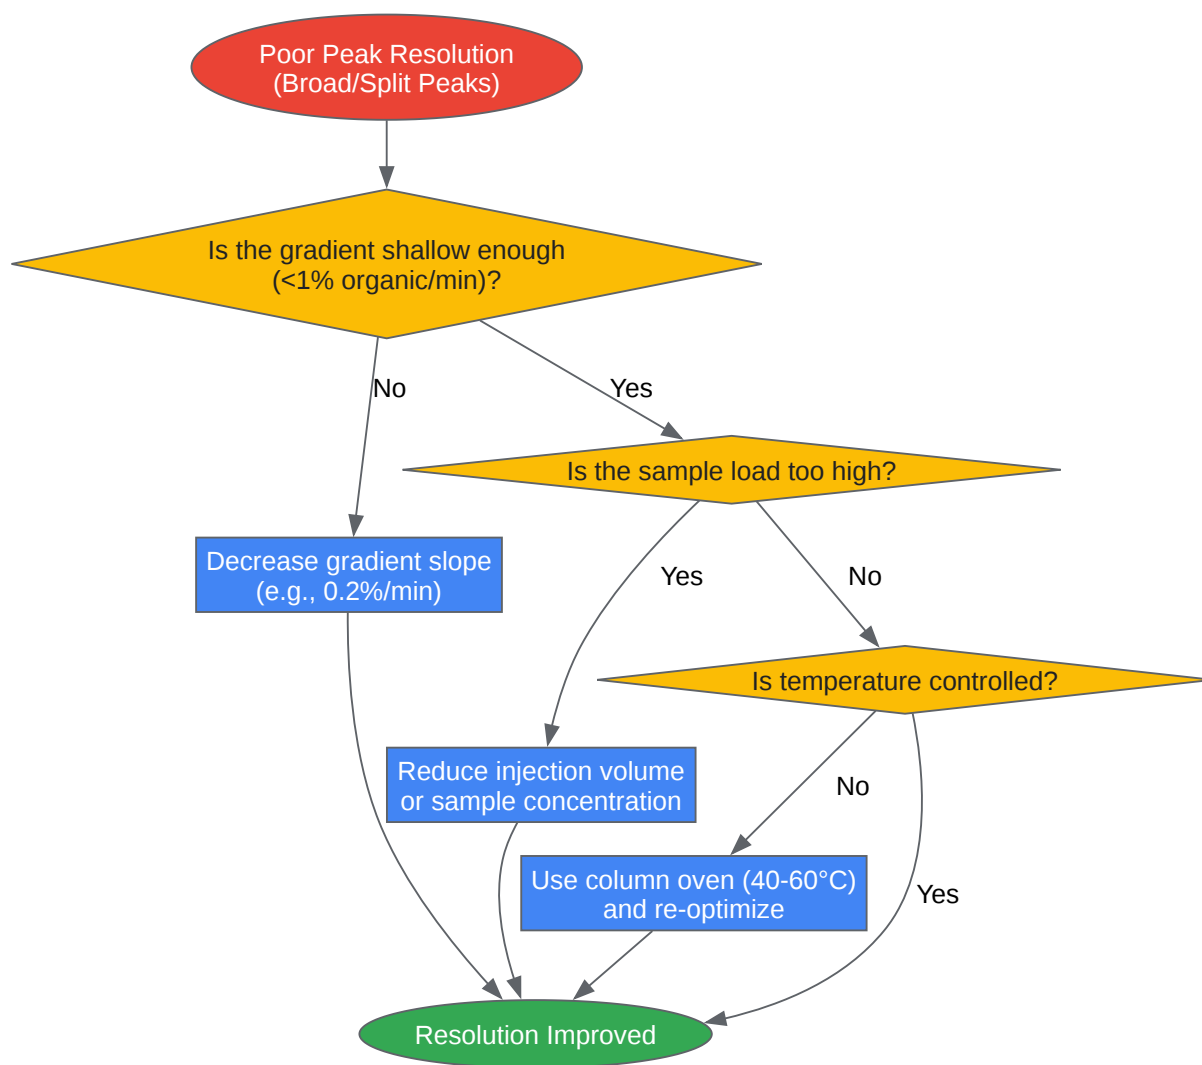 Poor Peak Resolution
(Broad/Split Peaks)
Is the gradient shallow enough
(<1% organic/min)?
No
Yes
Is the sample load too high?
Decrease gradient slope
(e.g., 0.2%/min)
Yes
No
Is temperature controlled?
Reduce injection volume
or sample concentration
No
Use column oven (40-60°C)
and re-optimize
Yes
Resolution Improved